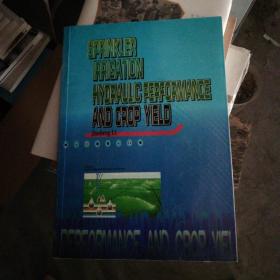 SPRINKLER
IRRIGATION
HYDRAULIC PERFORMANCE
AND CROP YIELD
PERFORMANCE AND CROP YIEL